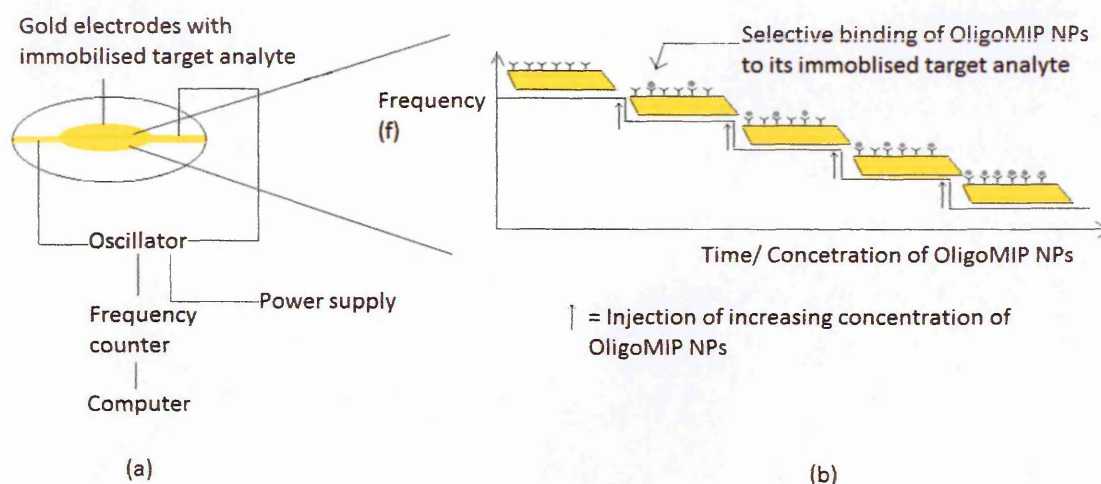 Gold electrodes with
immobilised target analyte
Oscillator
Power supply
Frequency
counter
Computer
(a)
Selective binding of OligoMIP NPs
to its immoblised target analyte
Frequency
(f)
Time/ Concetration of OligoMIP NPs
↑ = Injection of increasing concentration of
OligoMIP NPs
(b)